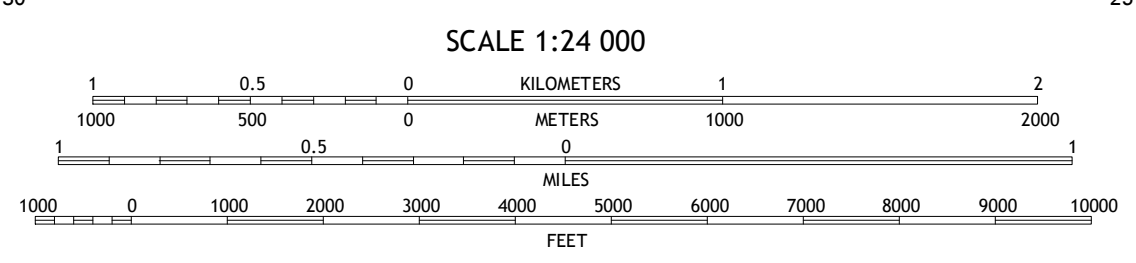 SCALE 1:24 000
1 0.5 0 KILOMETERS 1 2
1000 500 0 METERS 1000 2000
1 0.5 0 1
MILES
1000 0 1000 2000 3000 4000 5000 6000 7000 8000 9000 10000
FEET